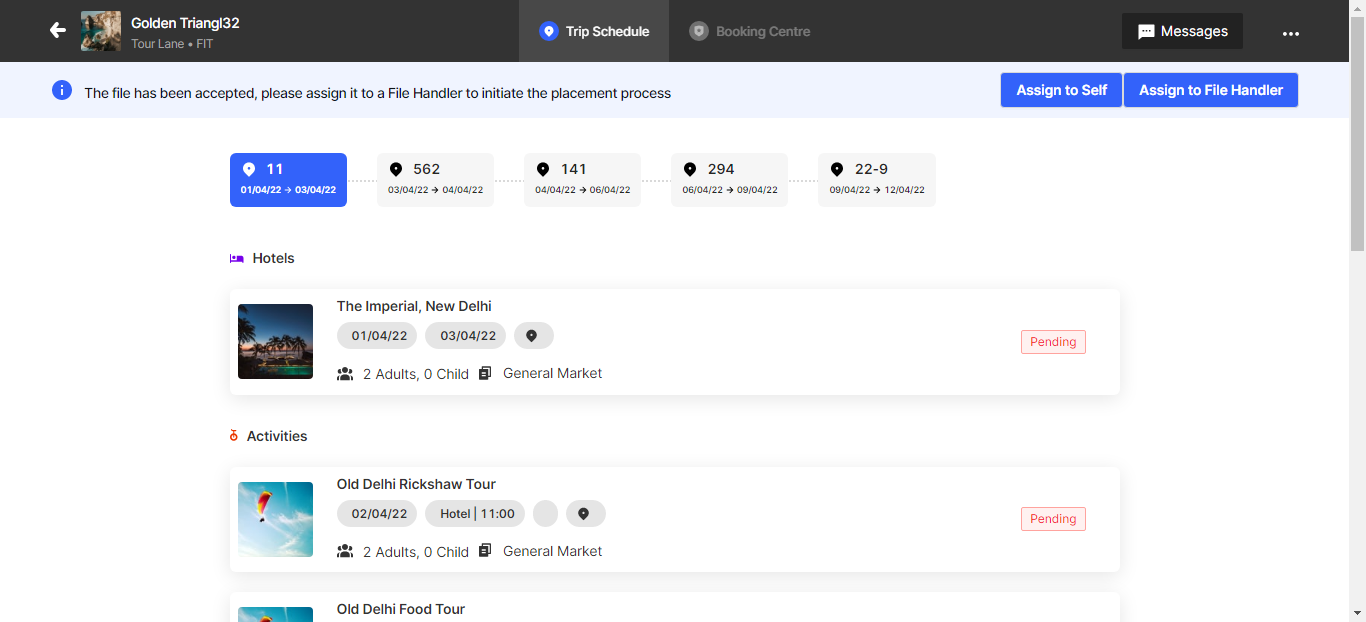 Golden Triangl32
Tour Lane • FIT
Trip Schedule
Booking Centre
Messages
The file has been accepted, please assign it to a File Handler to initiate the placement process
Assign to Self
Assign to File Handler
11
01/04/22 → 03/04/22
562
03/04/22 → 04/04/22
141
04/04/22 → 06/04/22
294
06/04/22 → 09/04/22
22-9
09/04/22 → 12/04/22
Hotels
The Imperial, New Delhi
01/04/22 03/04/22
2 Adults, 0 Child General Market
Pending
Activities
Old Delhi Rickshaw Tour
02/04/22 Hotel | 11:00
2 Adults, 0 Child General Market
Pending
Old Delhi Food Tour